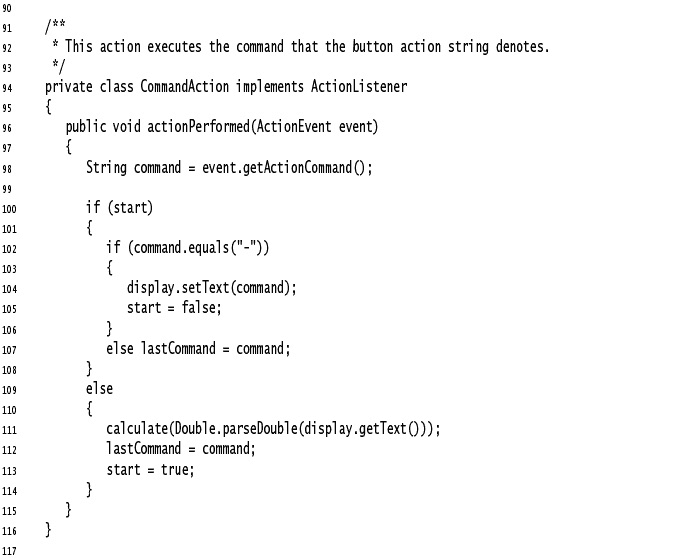 90
91 /**
92 * This action executes the command that the button action string denotes.
93 */
94 private class CommandAction implements ActionListener
95 {
96 public void actionPerformed(ActionEvent event)
97 {
98 String command = event.getActionCommand();
99
100 if (start)
101 {
102 if (command.equals("-"))
103 {
104 display.setText(command);
105 start = false;
106 }
107 else lastCommand = command;
108 }
109 else
110 {
111 calculate(Double.parseDouble(display.getText()));
112 lastCommand = command;
113 start = true;
114 }
115 }
116 }
117